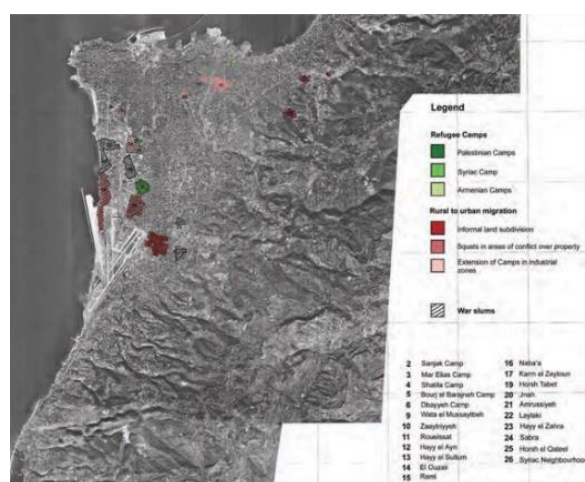 Legend
Refugee Camps
Palestinian Camps
Syriac Camp
Armenian Camps
Rural to urban migration
Informal land subdivision
Squats in areas of conflict over property
Extension of Camps in industrial
zones
War slums
2 Sanjak Camp
3 Mar Elias Camp
4 Shatila Camp
5 Bourj el Barajneh Camp
6 Dbayyeh Camp
9 Wata el Mussaytbeh
10 Zaaytriyyeh
11 Roueissat
12 Hayy el Ayn
13 Hayy el Sullum
14 El Ouzaii
15 Raml
16 Naba'a
17 Karm el Zeytoun
19 Horsh Tabet
20 Jnah
21 Amrussiyeh
22 Laylaki
23 Hayy el Zahra
24 Sabra
25 Horsh el Qateel
26 Syriac Neighbourhoo